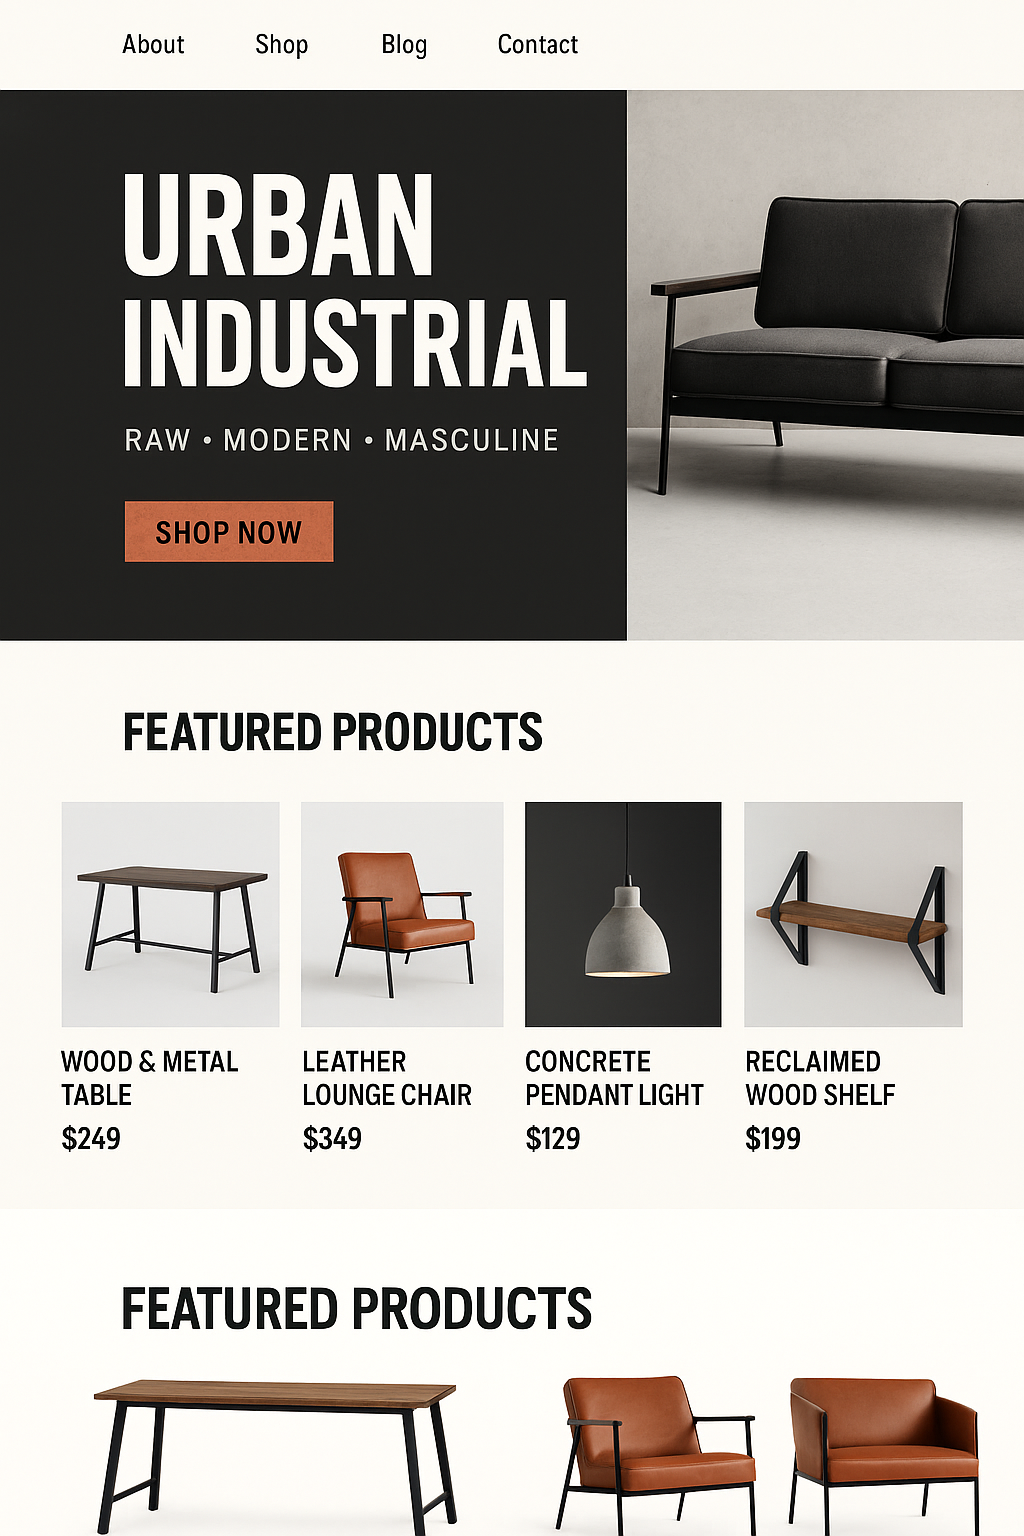 About Shop Blog Contact
URBAN
INDUSTRIAL
RAW • MODERN • MASCULINE
SHOP NOW
FEATURED PRODUCTS
WOOD & METAL
TABLE
$249
LEATHER
LOUNGE CHAIR
$349
CONCRETE
PENDANT LIGHT
$129
RECLAIMED
WOOD SHELF
$199
FEATURED PRODUCTS